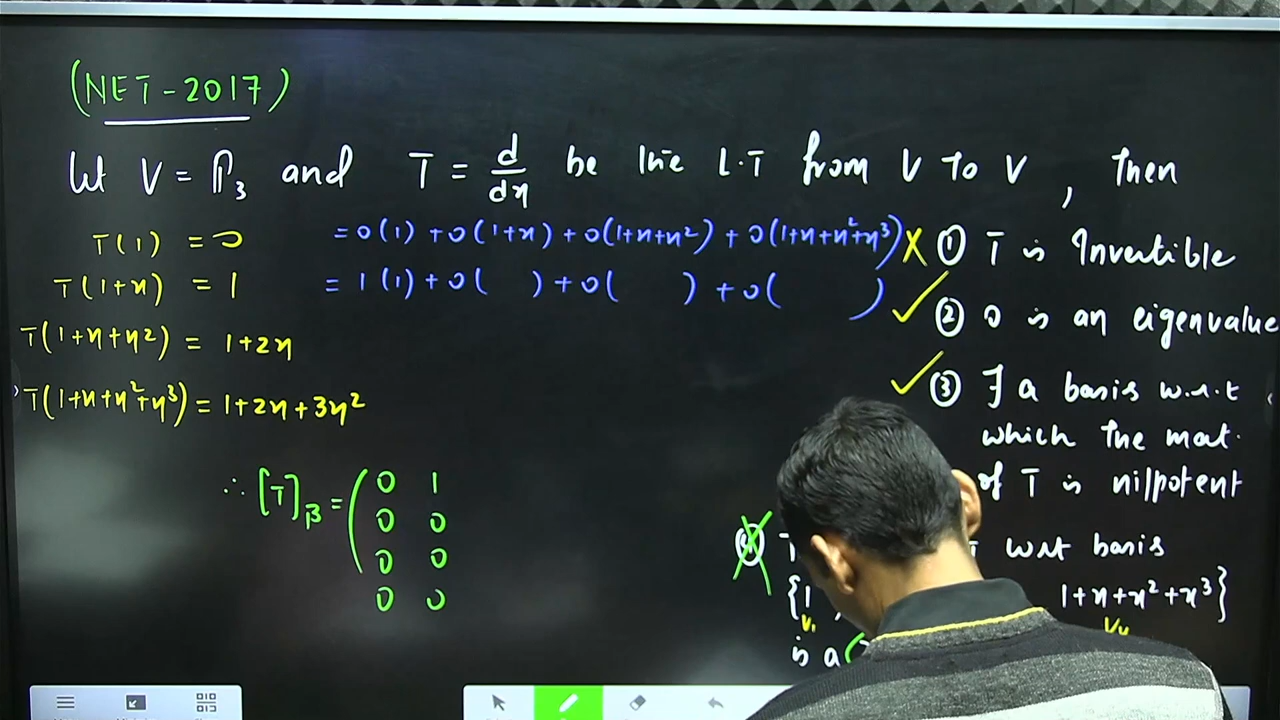 (NET-2017)
Let V = P₃ and T = d/dx be the L.T from V to V, Then
T(1) = 0 = 0(1) + 0(1+x) + 0(1+x+x²) + 0(1+x+x²+x³) X ① T is Invertible
T(1+x) = 1 = 1(1) + 0( ) + 0( ) + 0( ) ✓ ② 0 is an eigenvalue
T(1+x+x²) = 1+2x
T(1+x+x²+x³) = 1+2x+3x²
✓ ③ ∃ a basis w.r.t
which the mat.
of T is nilpotent
∴ [T]β = ( 0 1
0 0
0 0
0 0
T wrt basis
{1, 1+x+x²+x³}
v₁ v₄
is a (